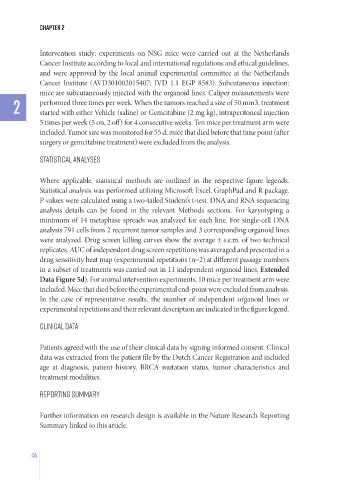 CHAPTER 2
Intervention study: experiments on NSG mice were carried out at the Netherlands
Cancer Institute according to local and international regulations and ethical guidelines,
and were approved by the local animal experimental committee at the Netherlands
Cancer Institute (AVD301002015407; IVD 1.1 EGP 8583). Subcutaneous injection:
mice are subcutaneously injected with the organoid lines. Caliper measurements were
performed three times per week. When the tumors reached a size of 50 mm3, treatment
started with either Vehicle (saline) or Gemcitabine (2 mg kg), intraperitoneal injection
5 times per week (5 on, 2 off) for 4 consecutive weeks. Ten mice per treatment arm were
included. Tumor size was monitored for 55 d; mice that died before that time point (after
surgery or gemcitabine treatment) were excluded from the analysis.
2
STATISTICAL ANALYSES
Where applicable, statistical methods are outlined in the respective figure legends.
Statistical analysis was performed utilizing Microsoft Excel, GraphPad and R package.
P values were calculated using a two-tailed Student's t-test. DNA and RNA sequencing
analysis details can be found in the relevant Methods sections. For karyotyping a
minimum of 14 metaphase spreads was analyzed for each line. For single-cell DNA
analysis 791 cells from 2 recurrent tumor samples and 3 corresponding organoid lines
were analyzed. Drug screen killing curves show the average ± s.e.m. of two technical
replicates. AUC of independent drug screen repetitions was averaged and presented in a
drug sensitivity heat map (experimental repetitions (n=2) at different passage numbers
in a subset of treatments was carried out in 11 independent organoid lines, Extended
Data Figure 5d). For animal intervention experiments, 10 mice per treatment arm were
included. Mice that died before the experimental end-point were excluded from analysis.
In the case of representative results, the number of independent organoid lines or
experimental repetitions and their relevant description are indicated in the figure legend.
CLINICAL DATA
Patients agreed with the use of their clinical data by signing informed consent. Clinical
data was extracted from the patient file by the Dutch Cancer Registration and included
age at diagnosis, patient history, BRCA mutation status, tumor characteristics and
treatment modalities.
REPORTING SUMMARY
Further information on research design is available in the Nature Research Reporting
Summary linked to this article.
46